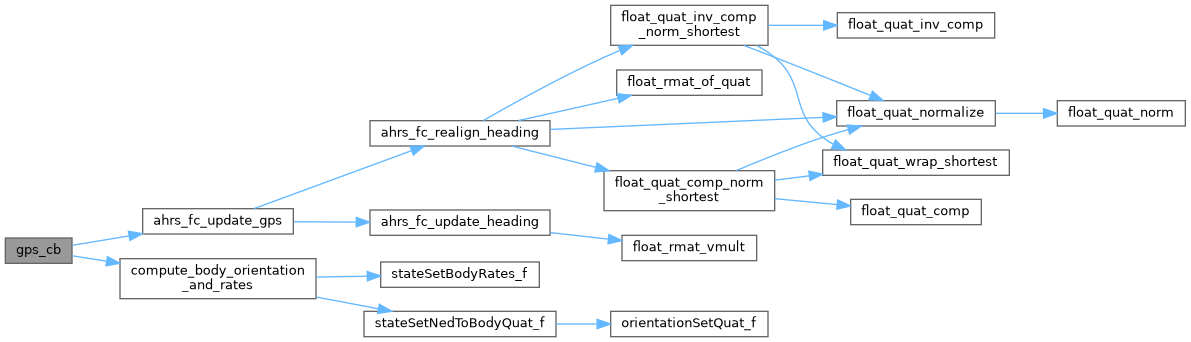 gps_cb
ahrs_fc_update_gps
compute_body_orientation
_and_rates
ahrs_fc_realign_heading
ahrs_fc_update_heading
stateSetBodyRates_f
stateSetNedToBodyQuat_f
float_quat_inv_comp
_norm_shortest
float_rmat_of_quat
float_quat_comp_norm
_shortest
float_rmat_vmult
orientationSetQuat_f
float_quat_inv_comp
float_quat_normalize
float_quat_wrap_shortest
float_quat_comp
float_quat_norm